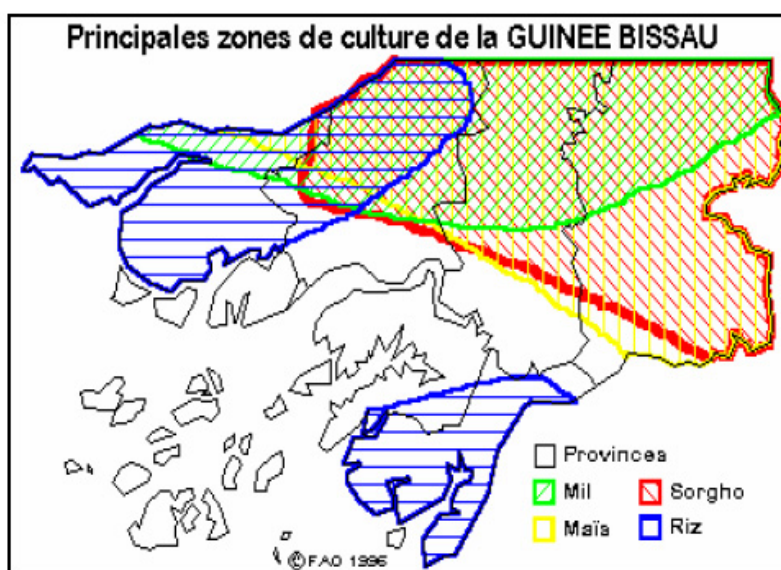 Principales zones de culture de la GUINEE BISSAU
Provinces
Mil
Sorgho
Maïs
Riz
©FAO 1996